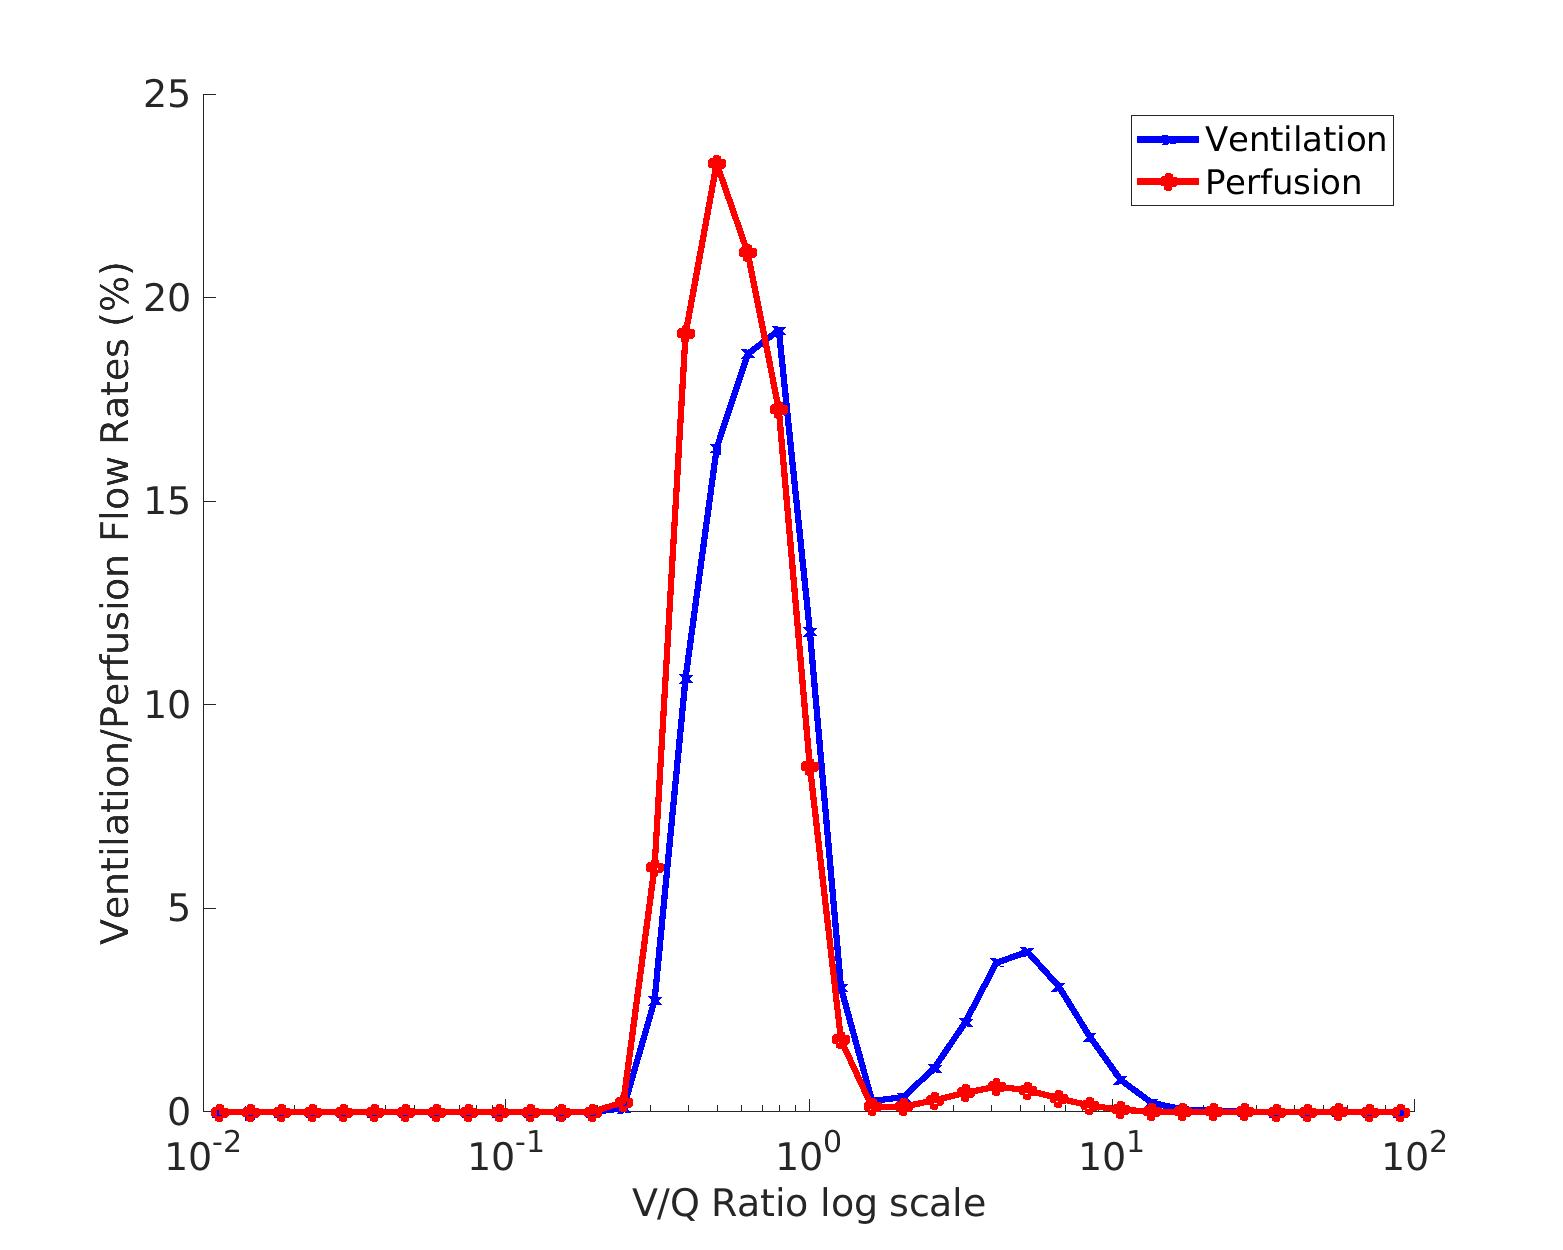 25
20
15
10
5
0
Ventilation/Perfusion Flow Rates (%)
Ventilation
Perfusion
10-2 10-1 100 101 102
V/Q Ratio log scale